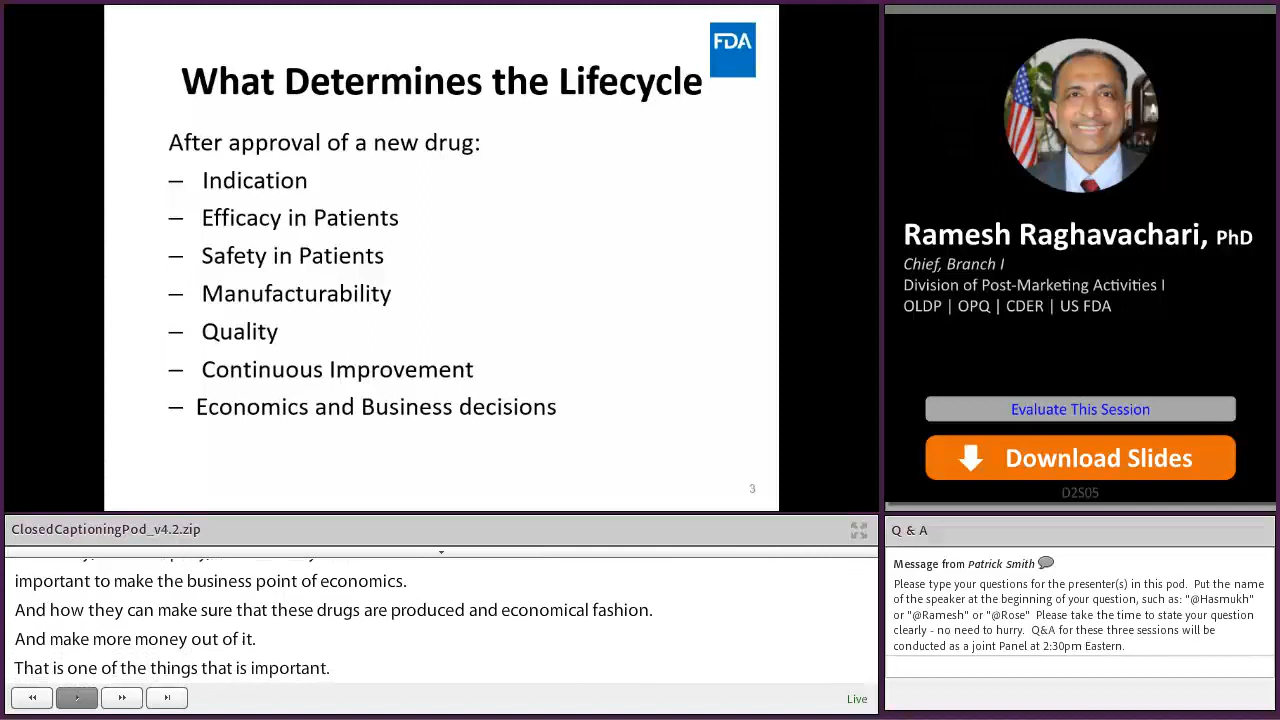 FDA
What Determines the Lifecycle
After approval of a new drug:
– Indication
– Efficacy in Patients
– Safety in Patients
– Manufacturability
– Quality
– Continuous Improvement
– Economics and Business decisions
3
Ramesh Raghavachari, PhD
Chief, Branch I
Division of Post-Marketing Activities I
OLDP | OPQ | CDER | US FDA
Evaluate This Session
Download Slides
D2S05
ClosedCaptioningPod_v4.2.zip
important to make the business point of economics.
And how they can make sure that these drugs are produced and economical fashion.
And make more money out of it.
That is one of the things that is important.
Live
Q & A
Message from Patrick Smith
Please type your questions for the presenter(s) in this pod. Put the name
of the speaker at the beginning of your question, such as: "@Hasmukh"
or "@Ramesh" or "@Rose" Please take the time to state your question
clearly - no need to hurry. Q&A for these three sessions will be
conducted as a joint Panel at 2:30pm Eastern.